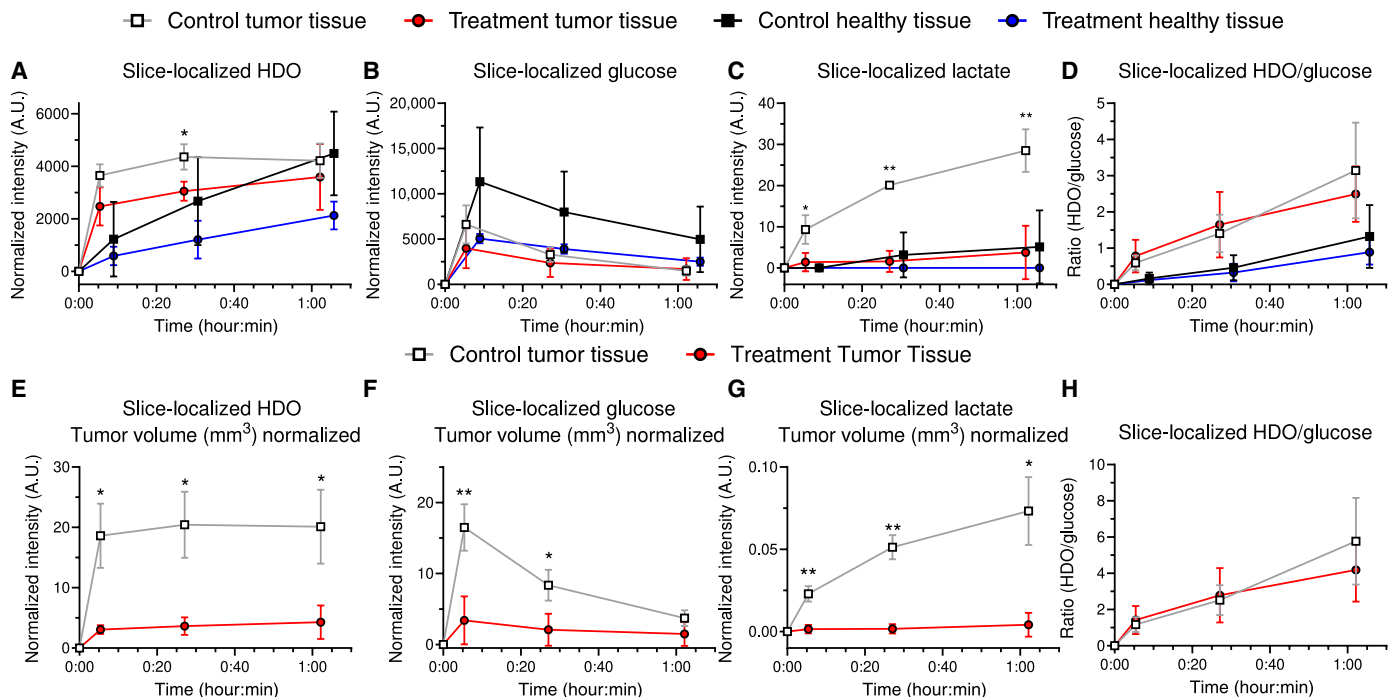 Control tumor tissue Treatment tumor tissue Control healthy tissue Treatment healthy tissue
A Slice-localized HDO
Normalized intensity (A.U.)
6000
4000
2000
0
*
0:00 0:20 0:40 1:00
Time (hour:min)
B Slice-localized glucose
Normalized intensity (A.U.)
20,000
15,000
10,000
5000
0
0:00 0:20 0:40 1:00
Time (hour:min)
C Slice-localized lactate
Normalized intensity (A.U.)
40
30
20
10
0
* ** **
0:00 0:20 0:40 1:00
Time (hour:min)
D Slice-localized HDO/glucose
Ratio (HDO/glucose)
5
4
3
2
1
0
0:00 0:20 0:40 1:00
Time (hour:min)
Control tumor tissue Treatment Tumor Tissue
E Slice-localized HDO
Tumor volume (mm³) normalized
Normalized intensity (A.U.)
30
20
10
0
* * *
0:00 0:20 0:40 1:00
Time (hour:min)
F Slice-localized glucose
Tumor volume (mm³) normalized
Normalized intensity (A.U.)
20
10
0
** *
0:00 0:20 0:40 1:00
Time (hour:min)
G Slice-localized lactate
Tumor volume (mm³) normalized
Normalized intensity (A.U.)
0.10
0.05
0.00
** ** *
0:00 0:20 0:40 1:00
Time (hour:min)
H Slice-localized HDO/glucose
Ratio (HDO/glucose)
10
8
6
4
2
0
0:00 0:20 0:40 1:00
Time (hour:min)